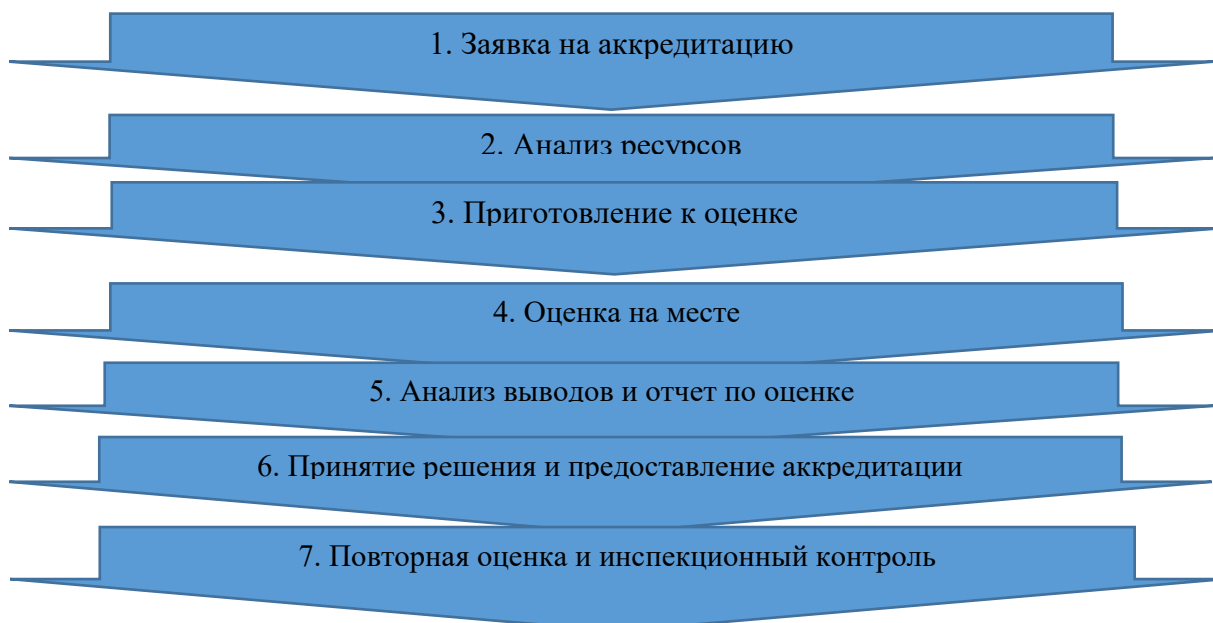 1. Заявка на аккредитацию
2. Анализ ресурсов
3. Приготовление к оценке
4. Оценка на месте
5. Анализ выводов и отчет по оценке
6. Принятие решения и предоставление аккредитации
7. Повторная оценка и инспекционный контроль